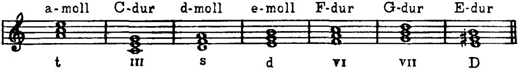 a-moll C-dur d-moll e-moll F-dur G-dur E-dur
t III s d VI VII D